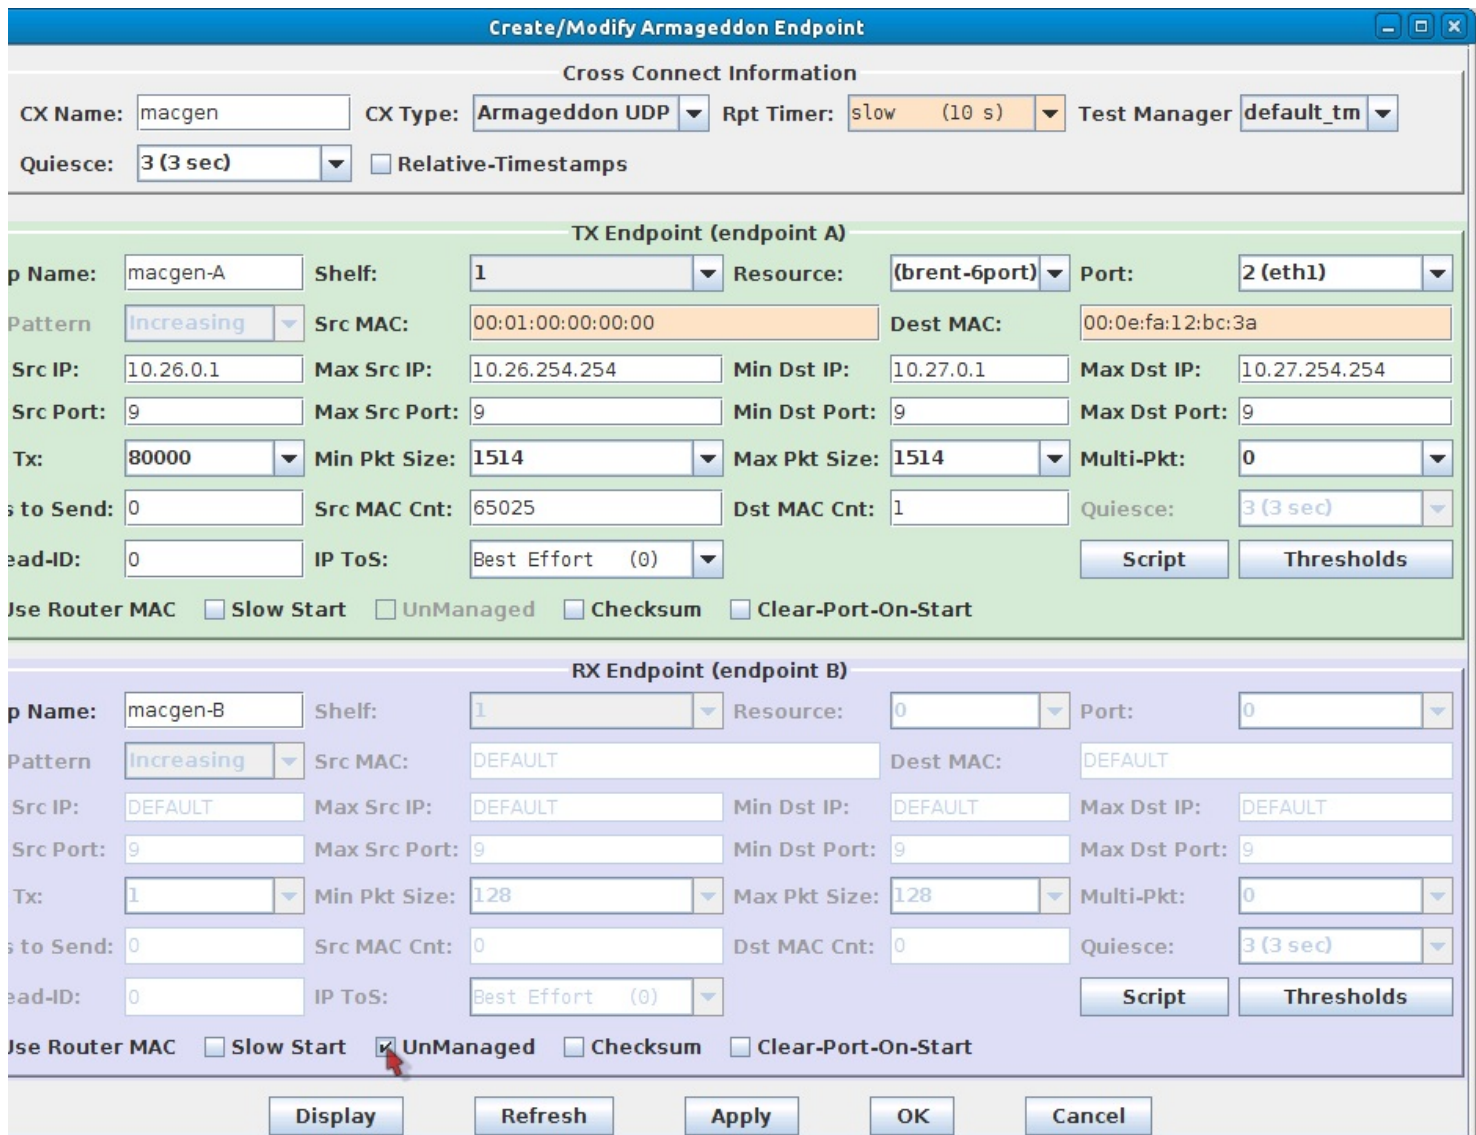 Create/Modify Armageddon Endpoint
Cross Connect Information
CX Name: macgen CX Type: Armageddon UDP Rpt Timer: slow (10 s) Test Manager default_tm
Quiesce: 3 (3 sec) Relative-Timestamps
TX Endpoint (endpoint A)
p Name: macgen-A Shelf: 1 Resource: (brent-6port) Port: 2 (eth1)
Pattern Increasing Src MAC: 00:01:00:00:00:00 Dest MAC: 00:0e:fa:12:bc:3a
Src IP: 10.26.0.1 Max Src IP: 10.26.254.254 Min Dst IP: 10.27.0.1 Max Dst IP: 10.27.254.254
Src Port: 9 Max Src Port: 9 Min Dst Port: 9 Max Dst Port: 9
Tx: 80000 Min Pkt Size: 1514 Max Pkt Size: 1514 Multi-Pkt: 0
s to Send: 0 Src MAC Cnt: 65025 Dst MAC Cnt: 1 Quiesce: 3 (3 sec)
ead-ID: 0 IP ToS: Best Effort (0) Script Thresholds
Use Router MAC Slow Start UnManaged Checksum Clear-Port-On-Start
RX Endpoint (endpoint B)
p Name: macgen-B Shelf: 1 Resource: 0 Port: 0
Pattern Increasing Src MAC: DEFAULT Dest MAC: DEFAULT
Src IP: DEFAULT Max Src IP: DEFAULT Min Dst IP: DEFAULT Max Dst IP: DEFAULT
Src Port: 9 Max Src Port: 9 Min Dst Port: 9 Max Dst Port: 9
Tx: 1 Min Pkt Size: 128 Max Pkt Size: 128 Multi-Pkt: 0
s to Send: 0 Src MAC Cnt: 0 Dst MAC Cnt: 0 Quiesce: 3 (3 sec)
ead-ID: 0 IP ToS: Best Effort (0) Script Thresholds
Use Router MAC Slow Start UnManaged Checksum Clear-Port-On-Start
Display Refresh Apply OK Cancel